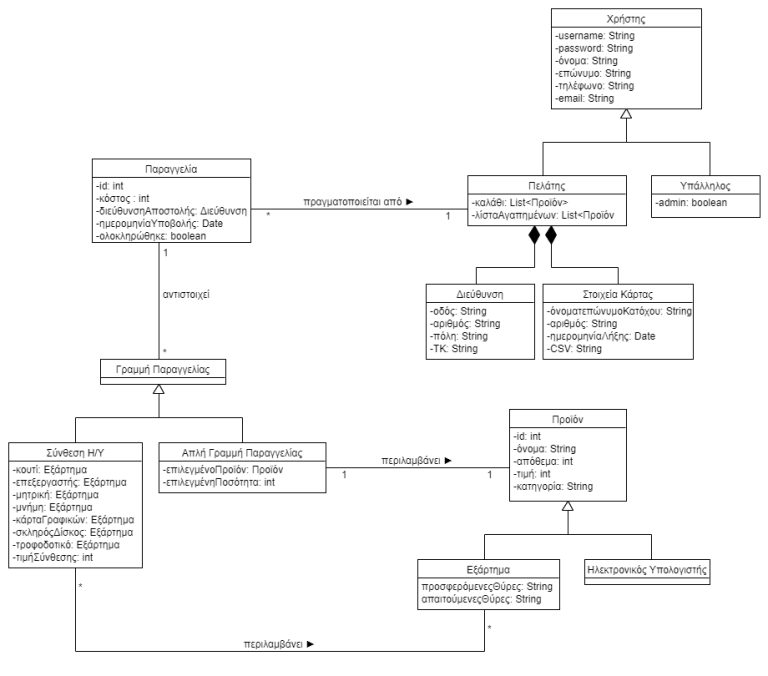 Χρήστης
-username: String
-password: String
-όνομα: String
-επώνυμο: String
-τηλέφωνο: String
-email: String
Παραγγελία
-id: int
-κόστος : int
-διεύθυνσηΑποστολής: Διεύθυνση
-ημερομηνίαΥποβολής: Date
-ολοκληρώθηκε: boolean
πραγματοποιείται από ►
*
1
Πελάτης
-καλάθι: List<Προϊόν>
-λίσταΑγαπημένων: List<Προϊόν
Υπάλληλος
-admin: boolean
1
αντιστοιχεί
*
Διεύθυνση
-οδός: String
-αριθμός: String
-πόλη: String
-ΤΚ: String
Στοιχεία Κάρτας
-όνοματεπώνυμοΚατόχου: String
-αριθμός: String
-ημερομηνίαΛήξης: Date
-CSV: String
Γραμμή Παραγγελίας
Σύνθεση Η/Υ
-κουτί: Εξάρτημα
-επεξεργαστής: Εξάρτημα
-μητρική: Εξάρτημα
-μνήμη: Εξάρτημα
-κάρταΓραφικών: Εξάρτημα
-σκληρόςΔίσκος: Εξάρτημα
-τροφοδοτικό: Εξάρτημα
-τιμήΣύνθεσης: int
Απλή Γραμμή Παραγγελίας
-επιλεγμένοΠροϊόν: Προϊόν
-επιλεγμένηΠοσότητα: int
περιλαμβάνει ►
1
1
Προϊόν
-id: int
-όνομα: String
-απόθεμα: int
-τιμή: int
-κατηγορία: String
Εξάρτημα
προσφερόμενεςΘύρες: String
απαιτούμενεςΘύρες: String
Ηλεκτρονικός Υπολογιστής
*
*
περιλαμβάνει ►